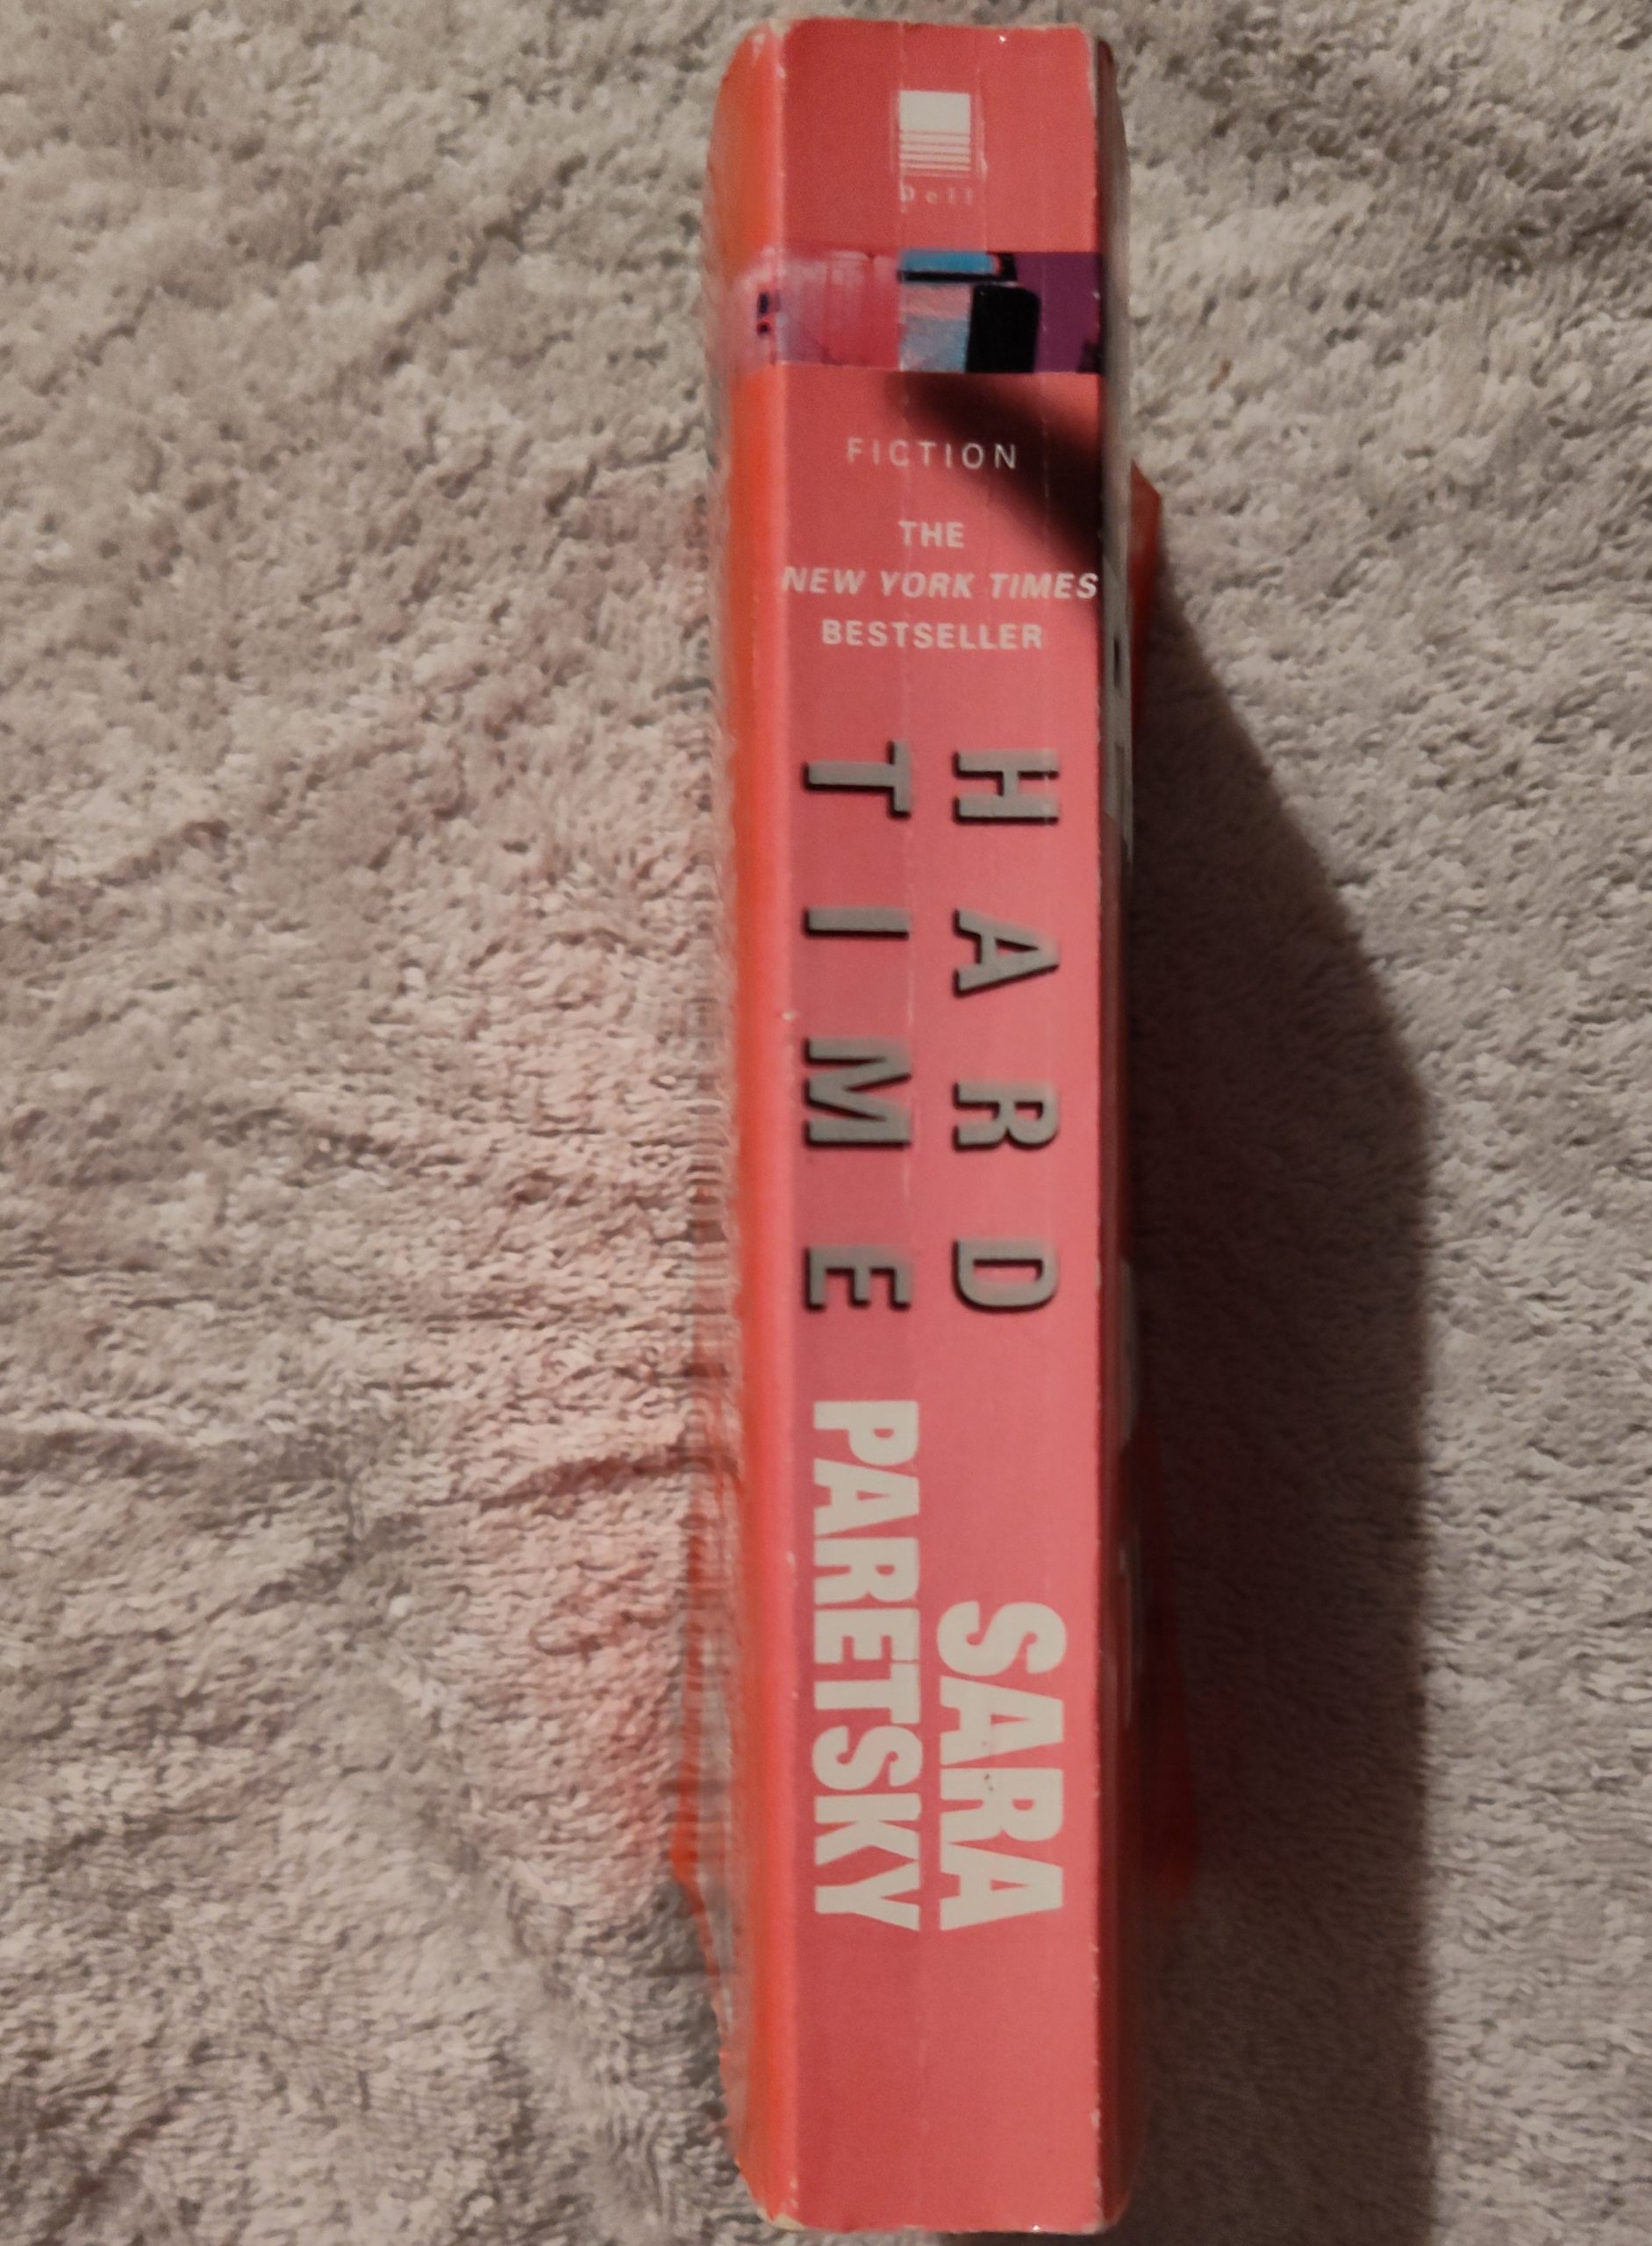 Dell
FICTION
THE
NEW YORK TIMES
BESTSELLER
HARD
TIME
SARA
PARETSKY